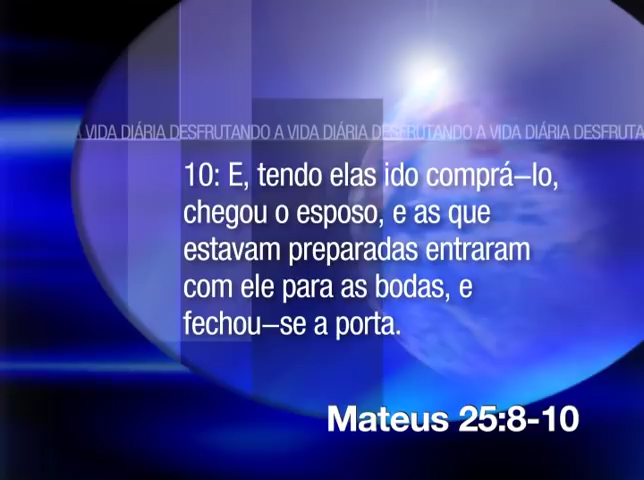 A VIDA DIÁRIA DESFRUTANDO A VIDA DIÁRIA DESFRUTANDO A VIDA DIÁRIA DESFRUTA
10: E, tendo elas ido comprá–lo,
chegou o esposo, e as que
estavam preparadas entraram
com ele para as bodas, e
fechou–se a porta.
Mateus 25:8-10